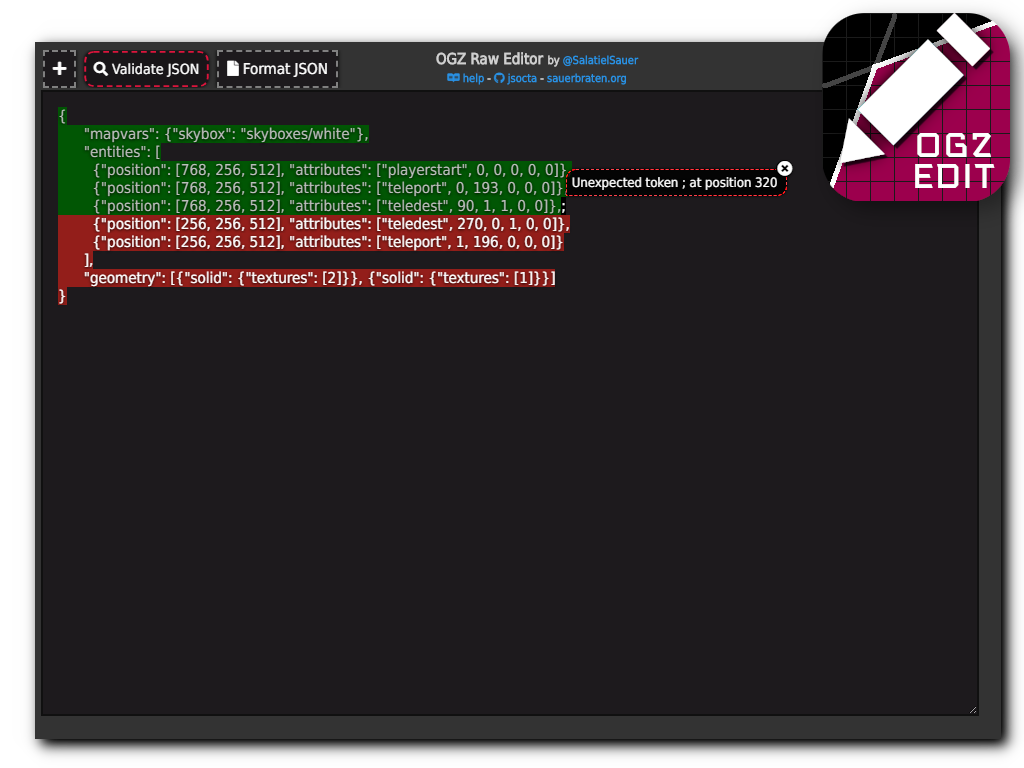 + Validate JSON Format JSON
OGZ Raw Editor by @SalatielSauer
help - jsocta - sauerbraten.org
OGZ
EDIT
{
"mapvars": {"skybox": "skyboxes/white"},
"entities": [
{"position": [768, 256, 512], "attributes": ["playerstart", 0, 0, 0, 0, 0]},
{"position": [768, 256, 512], "attributes": ["teleport", 0, 193, 0, 0, 0]}
Unexpected token ; at position 320
{"position": [768, 256, 512], "attributes": ["teledest", 90, 1, 1, 0, 0]},;
{"position": [256, 256, 512], "attributes": ["teledest", 270, 0, 1, 0, 0]},
{"position": [256, 256, 512], "attributes": ["teleport", 1, 196, 0, 0, 0]}
],
"geometry": [{"solid": {"textures": [2]}}, {"solid": {"textures": [1]}}]
}